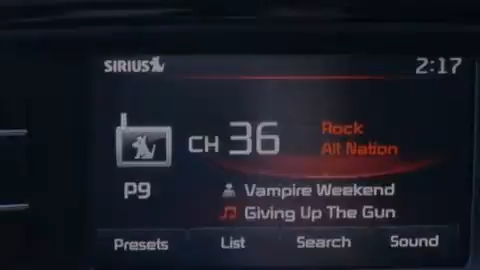 SIRIUS 2:17
CH 36
Rock
Alt Nation
P9
Vampire Weekend
Giving Up The Gun
Presets List Search Sound